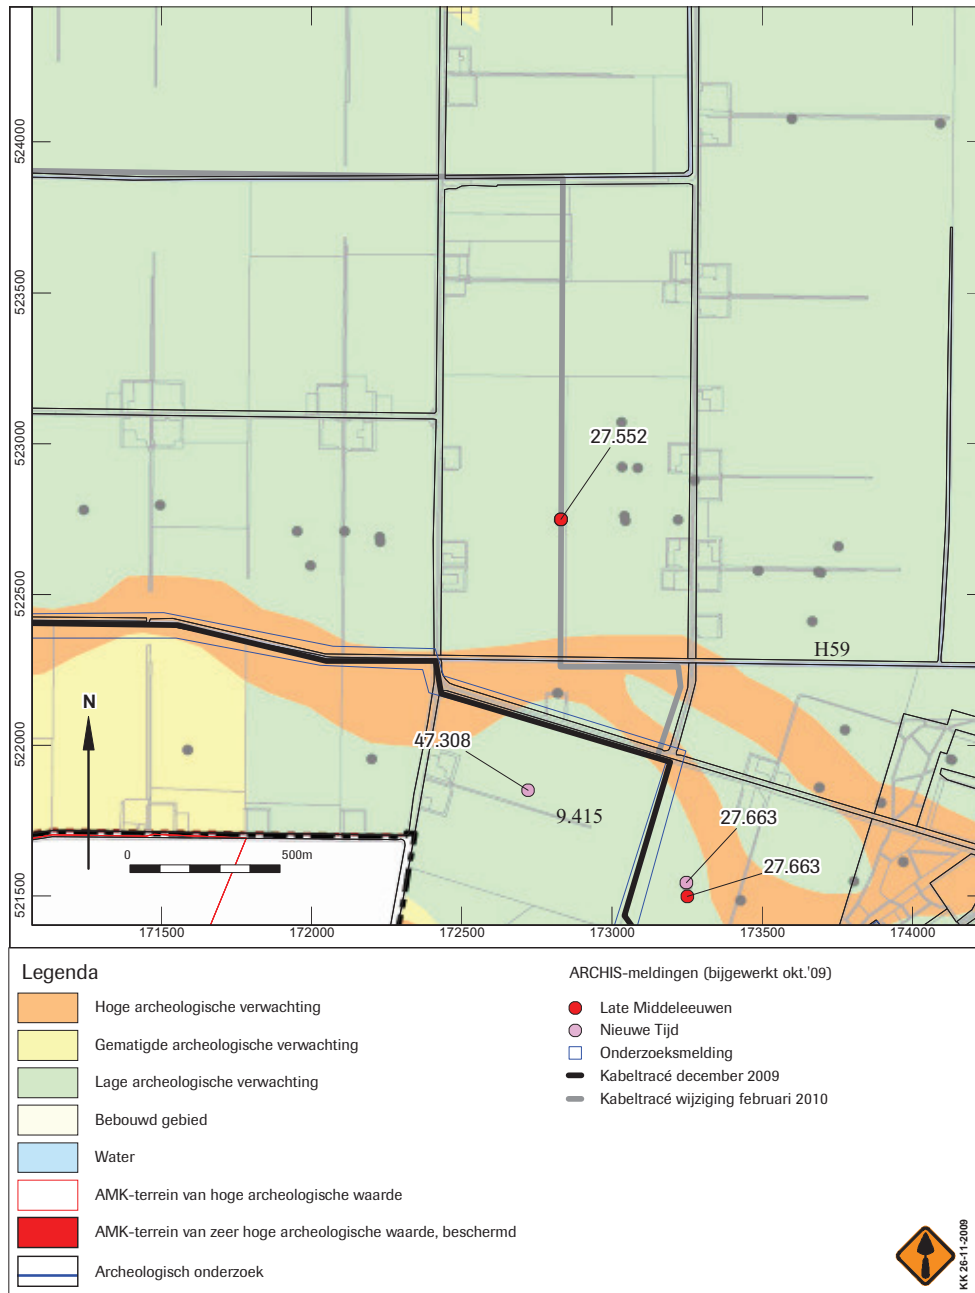 524000
523500
523000
522500
522000
521500
27.552
H59
N
47.308
9.415
27.663
27.663
0 500m
171500 172000 172500 173000 173500 174000
Legenda
Hoge archeologische verwachting
Gematigde archeologische verwachting
Lage archeologische verwachting
Bebouwd gebied
Water
AMK-terrein van hoge archeologische waarde
AMK-terrein van zeer hoge archeologische waarde, beschermd
Archeologisch onderzoek
ARCHIS-meldingen (bijgewerkt okt.'09)
Late Middeleeuwen
Nieuwe Tijd
Onderzoeksmelding
Kabeltracé december 2009
Kabeltracé wijziging februari 2010
KK 26-11-2009